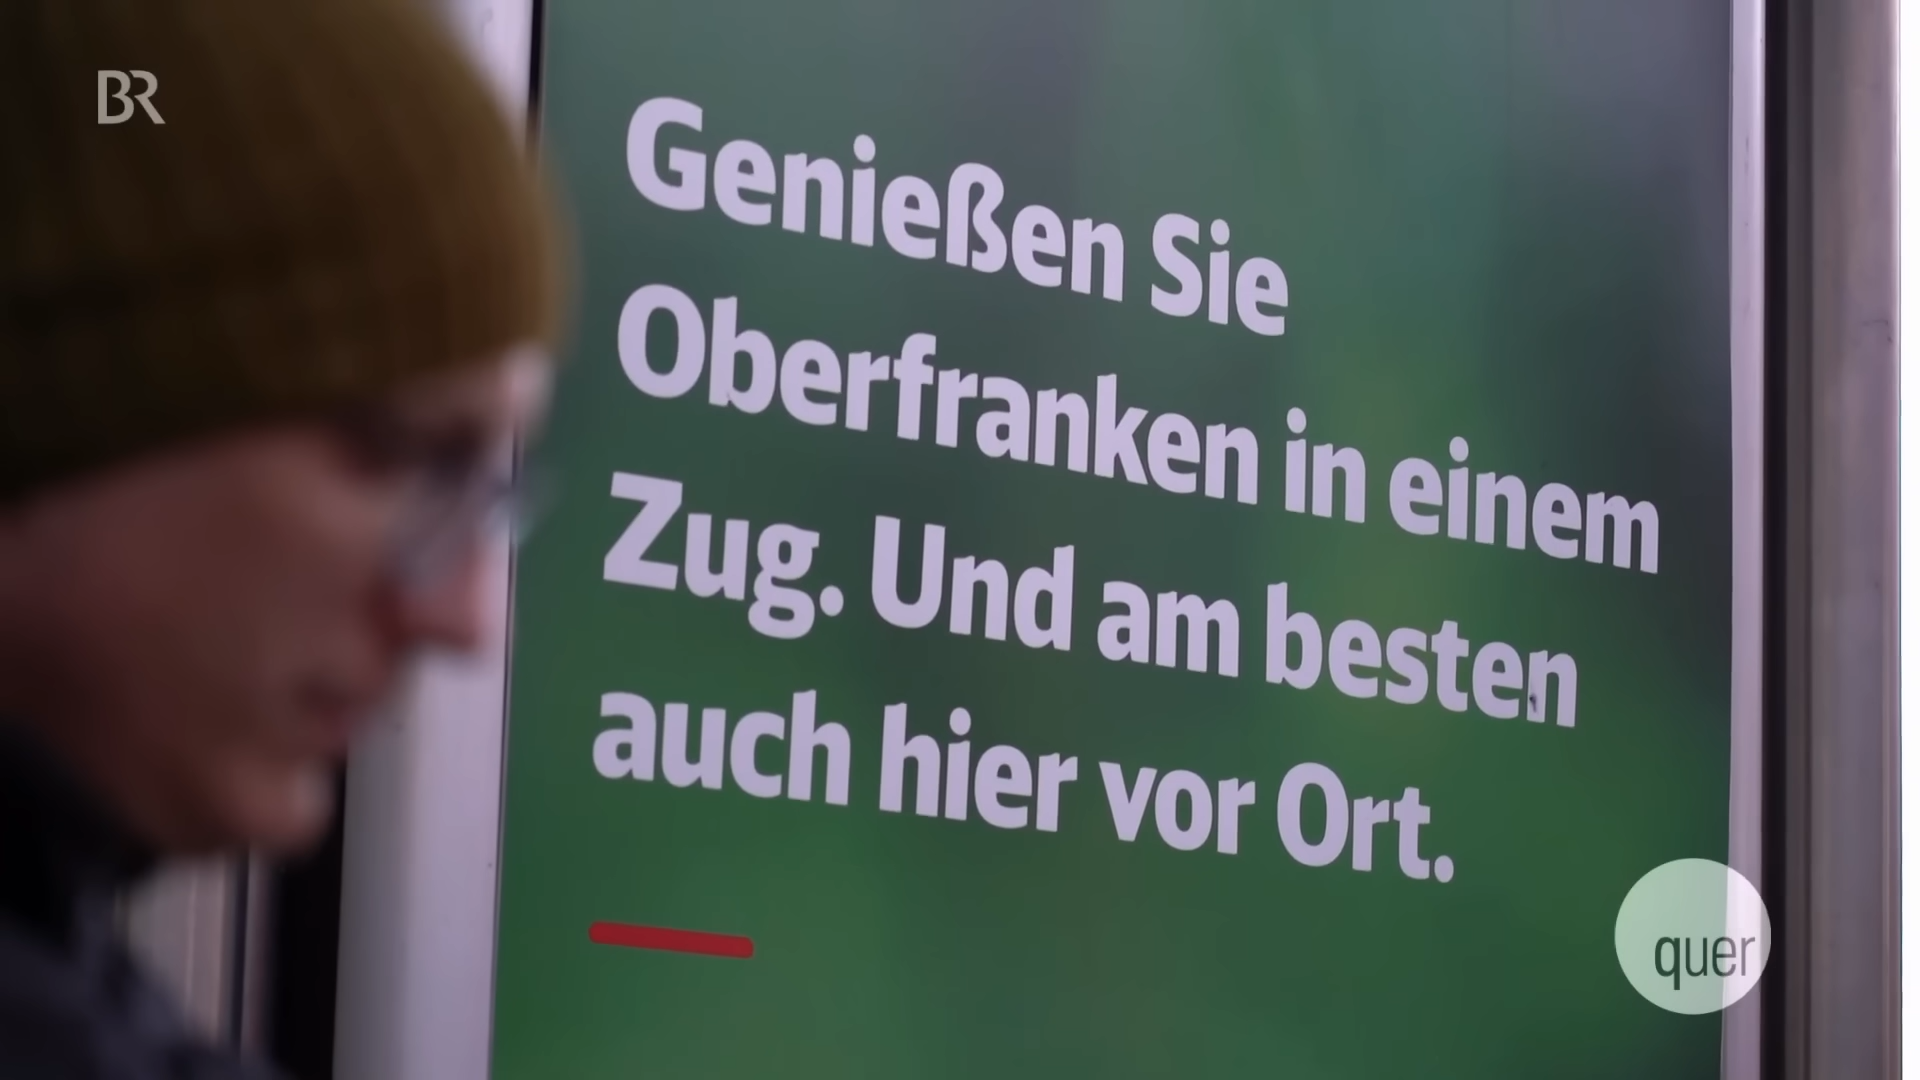 BR
Genießen Sie
Oberfranken in einem
Zug. Und am besten
auch hier vor Ort.
quer